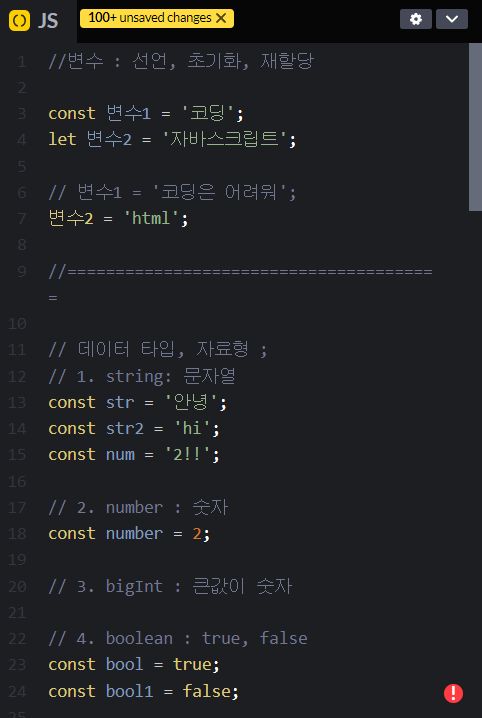 JS
100+ unsaved changes ×
1 //변수 : 선언, 초기화, 재할당
2
3 const 변수1 = '코딩';
4 let 변수2 = '자바스크립트';
5
6 // 변수1 = '코딩은 어려워';
7 변수2 = 'html';
8
9 //======================================
=
10
11 // 데이터 타입, 자료형 ;
12 // 1. string: 문자열
13 const str = '안녕';
14 const str2 = 'hi';
15 const num = '2!!';
16
17 // 2. number : 숫자
18 const number = 2;
19
20 // 3. bigInt : 큰값이 숫자
21
22 // 4. boolean : true, false
23 const bool = true;
24 const bool1 = false;
25